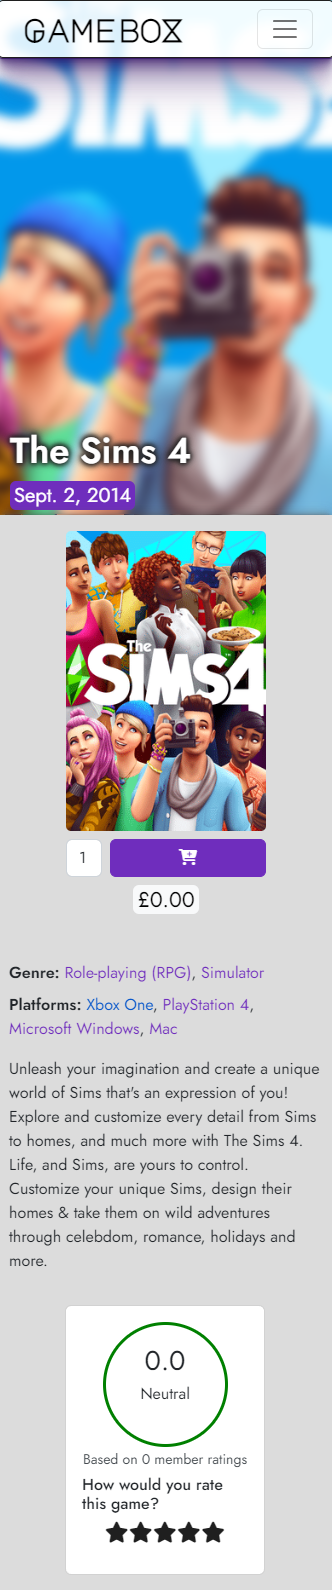 GAMEBOX
SIMS4
The Sims 4
Sept. 2, 2014
The
SIMS4
1
£0.00
Genre: Role-playing (RPG), Simulator
Platforms: Xbox One, PlayStation 4,
Microsoft Windows, Mac
Unleash your imagination and create a unique
world of Sims that's an expression of you!
Explore and customize every detail from Sims
to homes, and much more with The Sims 4.
Life, and Sims, are yours to control.
Customize your unique Sims, design their
homes & take them on wild adventures
through celebdom, romance, holidays and
more.
0.0
Neutral
Based on 0 member ratings
How would you rate
this game?